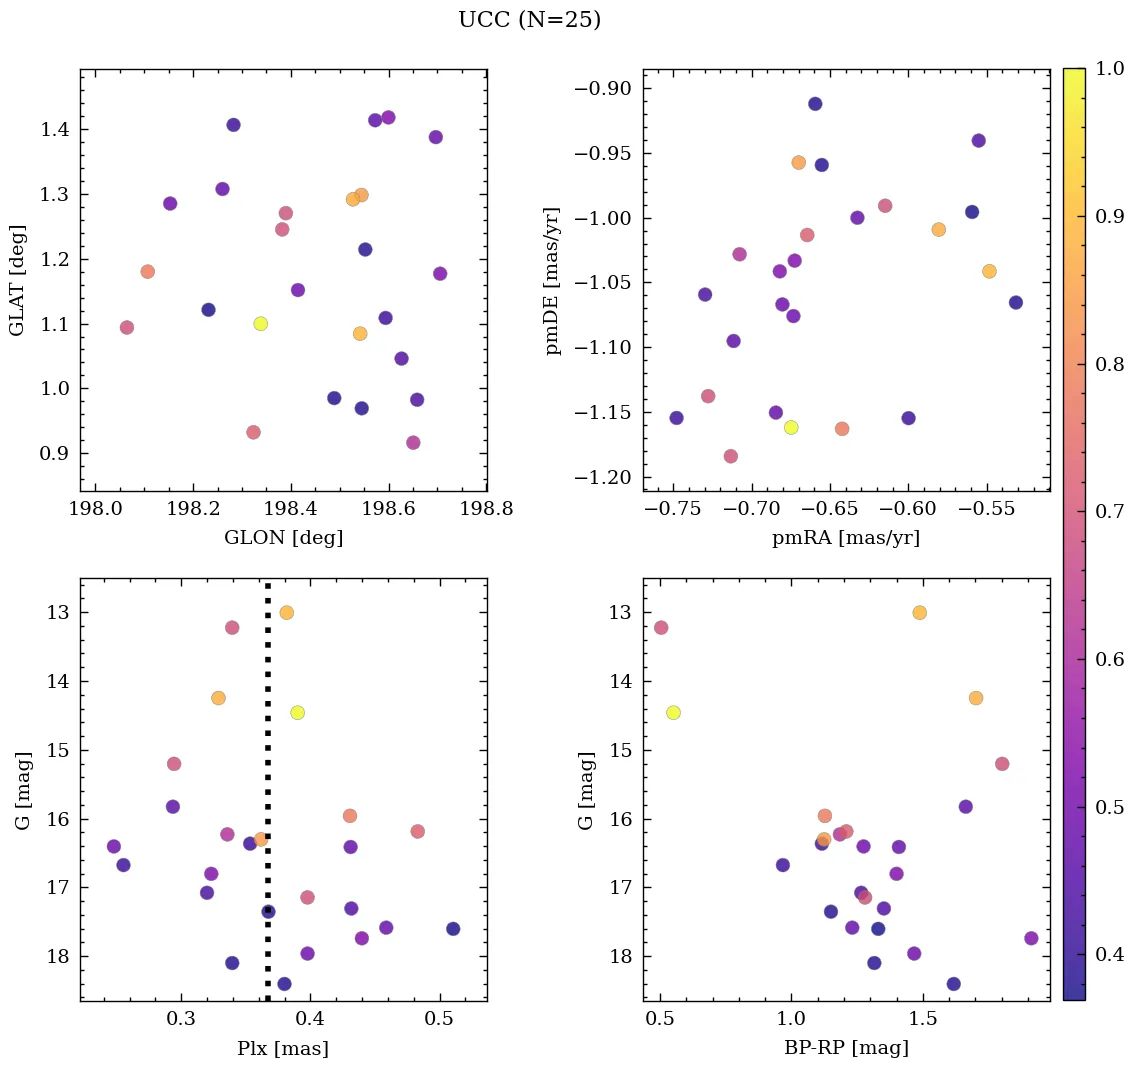 UCC (N=25)
1.4
1.3
1.2
1.1
1.0
0.9
GLAT [deg]
198.0 198.2 198.4 198.6 198.8
GLON [deg]
−0.90
−0.95
−1.00
−1.05
−1.10
−1.15
−1.20
pmDE [mas/yr]
−0.75 −0.70 −0.65 −0.60 −0.55
pmRA [mas/yr]
13
14
15
16
17
18
G [mag]
0.3 0.4 0.5
Plx [mas]
13
14
15
16
17
18
G [mag]
0.5 1.0 1.5
BP-RP [mag]
1.0
0.9
0.8
0.7
0.6
0.5
0.4